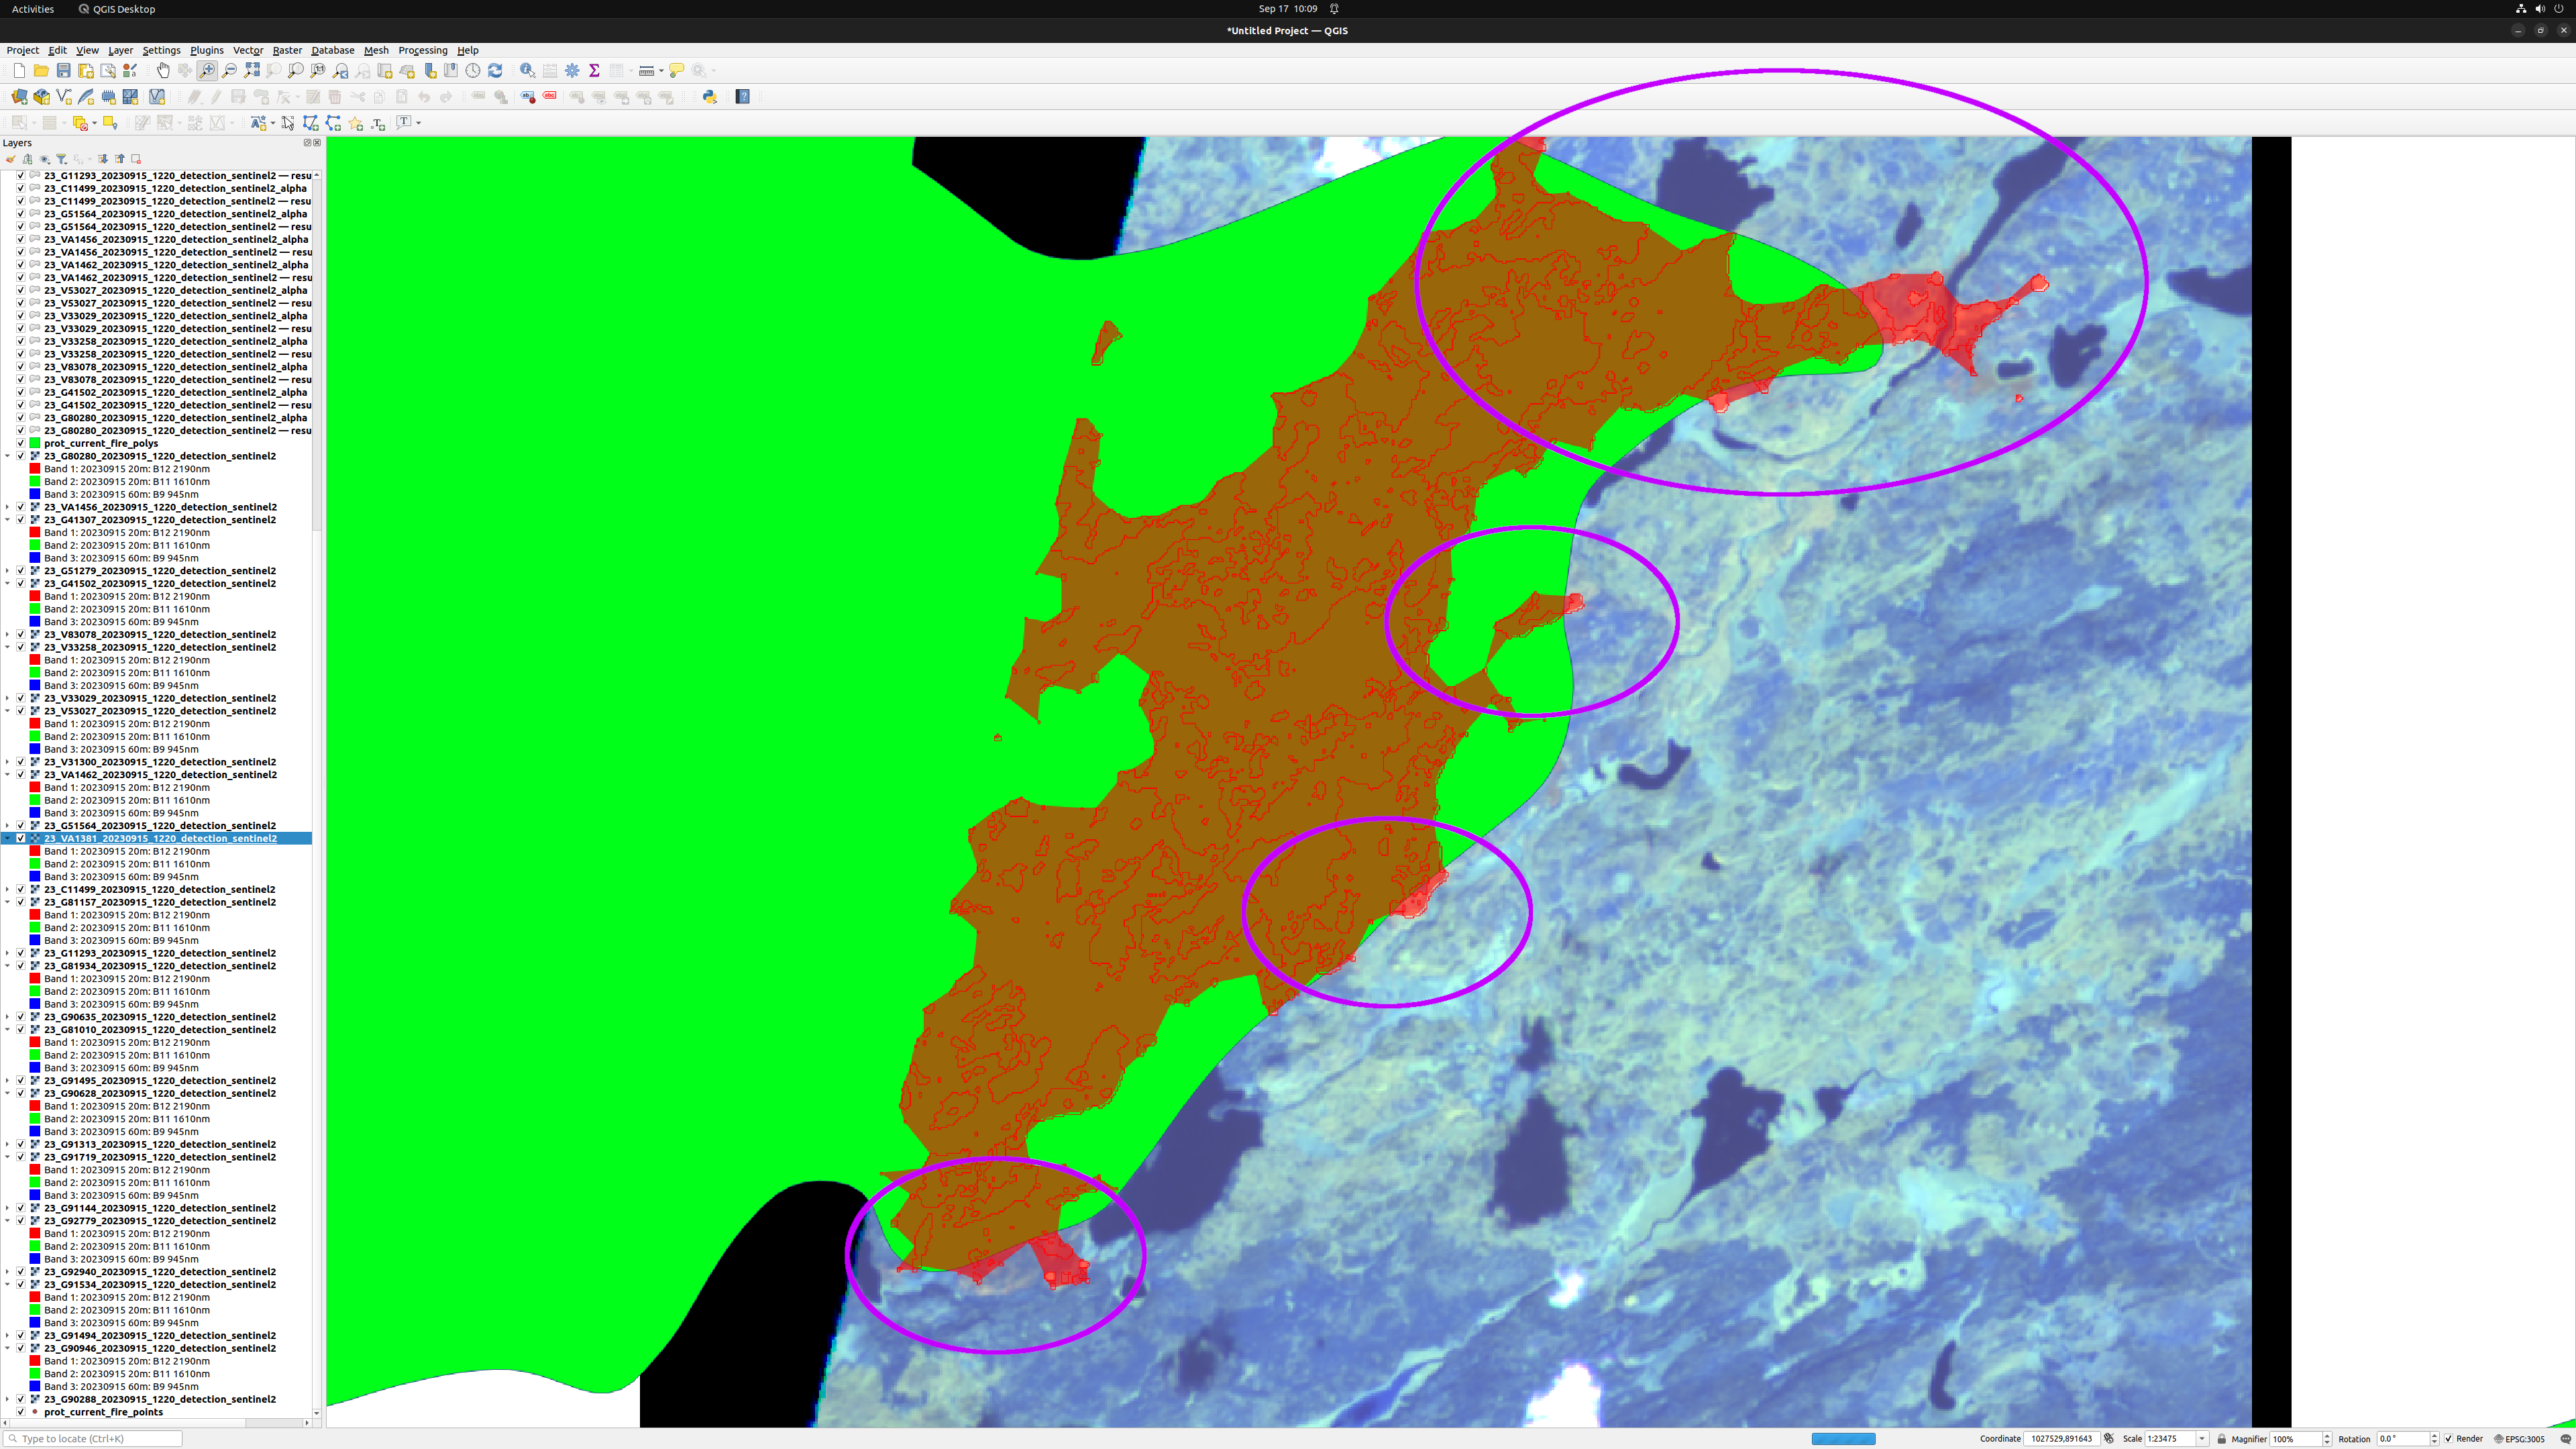 Activities QGIS Desktop Sep 17 10:09
*Untitled Project — QGIS
Project Edit View Layer Settings Plugins Vector Raster Database Mesh Processing Help
Layers
23_G11293_20230915_1220_detection_sentinel2 — resu
23_C11499_20230915_1220_detection_sentinel2_alpha
23_C11499_20230915_1220_detection_sentinel2 — resu
23_G51564_20230915_1220_detection_sentinel2_alpha
23_G51564_20230915_1220_detection_sentinel2 — resu
23_VA1456_20230915_1220_detection_sentinel2_alpha
23_VA1456_20230915_1220_detection_sentinel2 — resu
23_VA1462_20230915_1220_detection_sentinel2_alpha
23_VA1462_20230915_1220_detection_sentinel2 — resu
23_V53027_20230915_1220_detection_sentinel2_alpha
23_V53027_20230915_1220_detection_sentinel2 — resu
23_V33029_20230915_1220_detection_sentinel2_alpha
23_V33029_20230915_1220_detection_sentinel2 — resu
23_V33258_20230915_1220_detection_sentinel2_alpha
23_V33258_20230915_1220_detection_sentinel2 — resu
23_V83078_20230915_1220_detection_sentinel2_alpha
23_V83078_20230915_1220_detection_sentinel2 — resu
23_G41502_20230915_1220_detection_sentinel2_alpha
23_G41502_20230915_1220_detection_sentinel2 — resu
23_G80280_20230915_1220_detection_sentinel2_alpha
23_G80280_20230915_1220_detection_sentinel2 — resu
prot_current_fire_polys
23_G80280_20230915_1220_detection_sentinel2
Band 1: 20230915 20m: B12 2190nm
Band 2: 20230915 20m: B11 1610nm
Band 3: 20230915 60m: B9 945nm
23_VA1456_20230915_1220_detection_sentinel2
23_G41307_20230915_1220_detection_sentinel2
Band 1: 20230915 20m: B12 2190nm
Band 2: 20230915 20m: B11 1610nm
Band 3: 20230915 60m: B9 945nm
23_G51279_20230915_1220_detection_sentinel2
23_G41502_20230915_1220_detection_sentinel2
Band 1: 20230915 20m: B12 2190nm
Band 2: 20230915 20m: B11 1610nm
Band 3: 20230915 60m: B9 945nm
23_V83078_20230915_1220_detection_sentinel2
23_V33258_20230915_1220_detection_sentinel2
Band 1: 20230915 20m: B12 2190nm
Band 2: 20230915 20m: B11 1610nm
Band 3: 20230915 60m: B9 945nm
23_V33029_20230915_1220_detection_sentinel2
23_V53027_20230915_1220_detection_sentinel2
Band 1: 20230915 20m: B12 2190nm
Band 2: 20230915 20m: B11 1610nm
Band 3: 20230915 60m: B9 945nm
23_V31300_20230915_1220_detection_sentinel2
23_VA1462_20230915_1220_detection_sentinel2
Band 1: 20230915 20m: B12 2190nm
Band 2: 20230915 20m: B11 1610nm
Band 3: 20230915 60m: B9 945nm
23_G51564_20230915_1220_detection_sentinel2
23_VA1381_20230915_1220_detection_sentinel2
Band 1: 20230915 20m: B12 2190nm
Band 2: 20230915 20m: B11 1610nm
Band 3: 20230915 60m: B9 945nm
23_C11499_20230915_1220_detection_sentinel2
23_G81157_20230915_1220_detection_sentinel2
Band 1: 20230915 20m: B12 2190nm
Band 2: 20230915 20m: B11 1610nm
Band 3: 20230915 60m: B9 945nm
23_G11293_20230915_1220_detection_sentinel2
23_G81934_20230915_1220_detection_sentinel2
Band 1: 20230915 20m: B12 2190nm
Band 2: 20230915 20m: B11 1610nm
Band 3: 20230915 60m: B9 945nm
23_G90635_20230915_1220_detection_sentinel2
23_G81010_20230915_1220_detection_sentinel2
Band 1: 20230915 20m: B12 2190nm
Band 2: 20230915 20m: B11 1610nm
Band 3: 20230915 60m: B9 945nm
23_G91495_20230915_1220_detection_sentinel2
23_G90628_20230915_1220_detection_sentinel2
Band 1: 20230915 20m: B12 2190nm
Band 2: 20230915 20m: B11 1610nm
Band 3: 20230915 60m: B9 945nm
23_G91313_20230915_1220_detection_sentinel2
23_G91719_20230915_1220_detection_sentinel2
Band 1: 20230915 20m: B12 2190nm
Band 2: 20230915 20m: B11 1610nm
Band 3: 20230915 60m: B9 945nm
23_G91144_20230915_1220_detection_sentinel2
23_G92779_20230915_1220_detection_sentinel2
Band 1: 20230915 20m: B12 2190nm
Band 2: 20230915 20m: B11 1610nm
Band 3: 20230915 60m: B9 945nm
23_G92940_20230915_1220_detection_sentinel2
23_G91534_20230915_1220_detection_sentinel2
Band 1: 20230915 20m: B12 2190nm
Band 2: 20230915 20m: B11 1610nm
Band 3: 20230915 60m: B9 945nm
23_G91494_20230915_1220_detection_sentinel2
23_G90946_20230915_1220_detection_sentinel2
Band 1: 20230915 20m: B12 2190nm
Band 2: 20230915 20m: B11 1610nm
Band 3: 20230915 60m: B9 945nm
23_G90288_20230915_1220_detection_sentinel2
prot_current_fire_points
Type to locate (Ctrl+K) Coordinate 1027529,891643 Scale 1:23475 Magnifier 100% Rotation 0.0 ° Render EPSG:3005